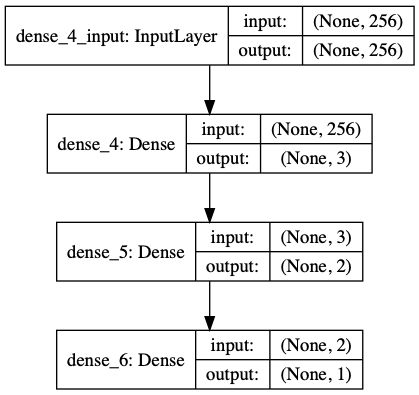 dense_4_input: InputLayer
input: (None, 256)
output: (None, 256)
dense_4: Dense
input: (None, 256)
output: (None, 3)
dense_5: Dense
input: (None, 3)
output: (None, 2)
dense_6: Dense
input: (None, 2)
output: (None, 1)